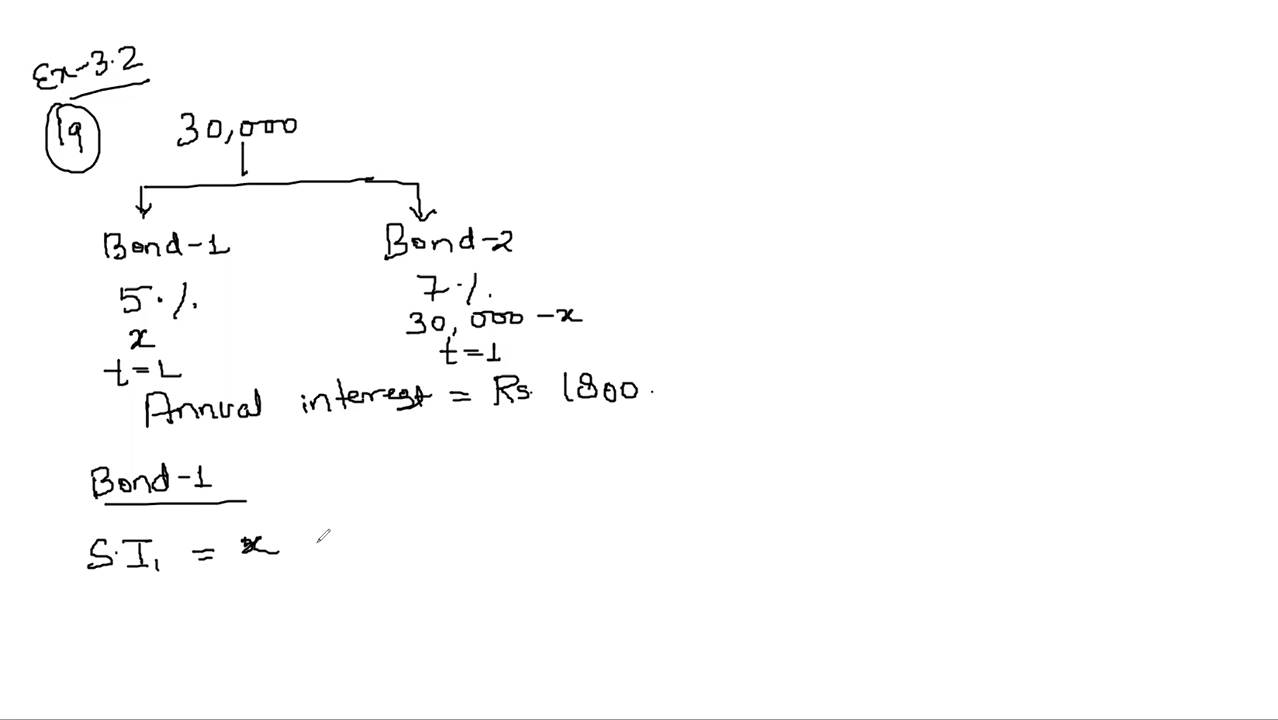 Ex-3.2
19
30,000
Bond-1 Bond-2
5% 7%
x 30,000-x
t=1 t=1
Annual interest = Rs. 1800.
Bond-1
S.I₁ = x